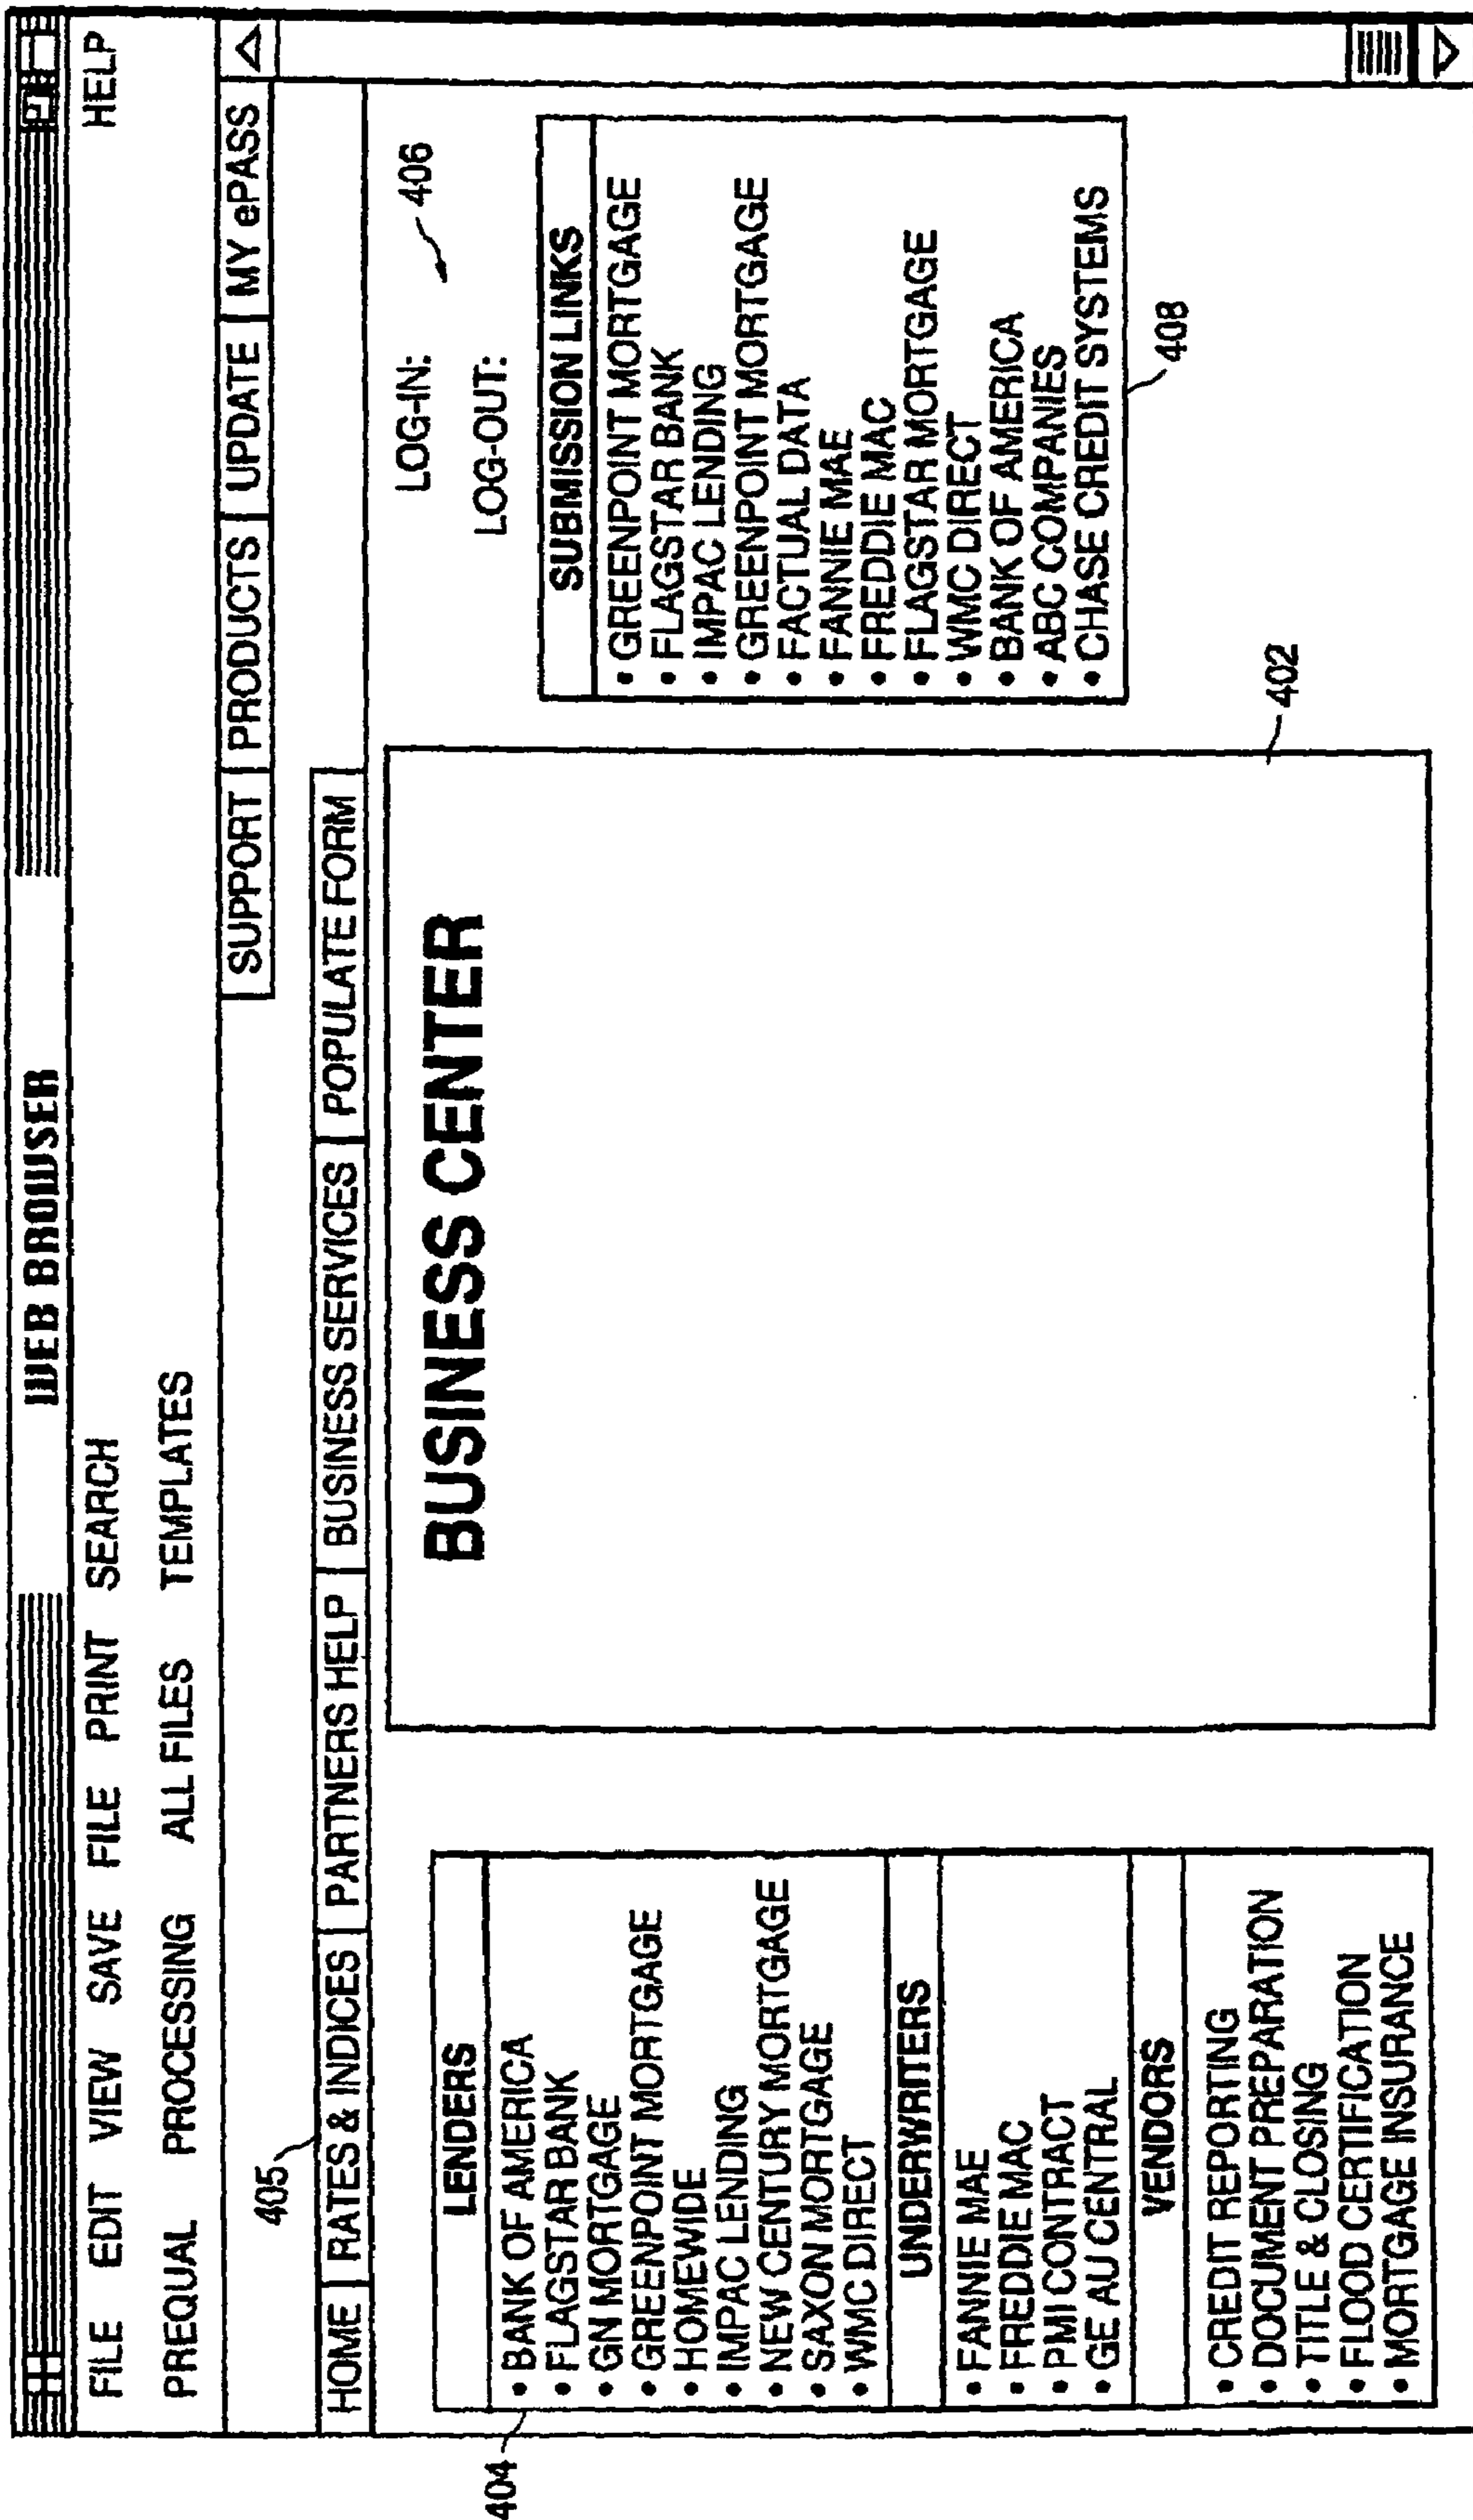 WEB BROWSER
FILE EDIT VIEW SAVE FILE PRINT SEARCH HELP
PREQUAL PROCESSING ALL FILES TEMPLATES
SUPPORT | PRODUCTS | UPDATE | MY ePASS
405
HOME | RATES & INDICES | PARTNERS HELP | BUSINESS SERVICES | POPULATE FORM
404
LENDERS
• BANK OF AMERICA
• FLAGSTAR BANK
• GN MORTGAGE
• GREENPOINT MORTGAGE
• HOMEWIDE
• IMPAC LENDING
• NEW CENTURY MORTGAGE
• SAXON MORTGAGE
• WMC DIRECT
UNDERWRITERS
• FANNIE MAE
• FREDDIE MAC
• PMI CONTRACT
• GE AU CENTRAL
VENDORS
• CREDIT REPORTING
• DOCUMENT PREPARATION
• TITLE & CLOSING
• FLOOD CERTIFICATION
• MORTGAGE INSURANCE
BUSINESS CENTER
402
LOG-IN:
406
LOG-OUT:
SUBMISSION LINKS
• GREENPOINT MORTGAGE
• FLAGSTAR BANK
• IMPAC LENDING
• GREENPOINT MORTGAGE
• FACTUAL DATA
• FANNIE MAE
• FREDDIE MAC
• FLAGSTAR MORTGAGE
• WMC DIRECT
• BANK OF AMERICA
• ABC COMPANIES
• CHASE CREDIT SYSTEMS
408